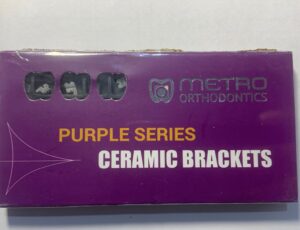 METRO
ORTHODONTICS
PURPLE SERIES
CERAMIC BRACKETS